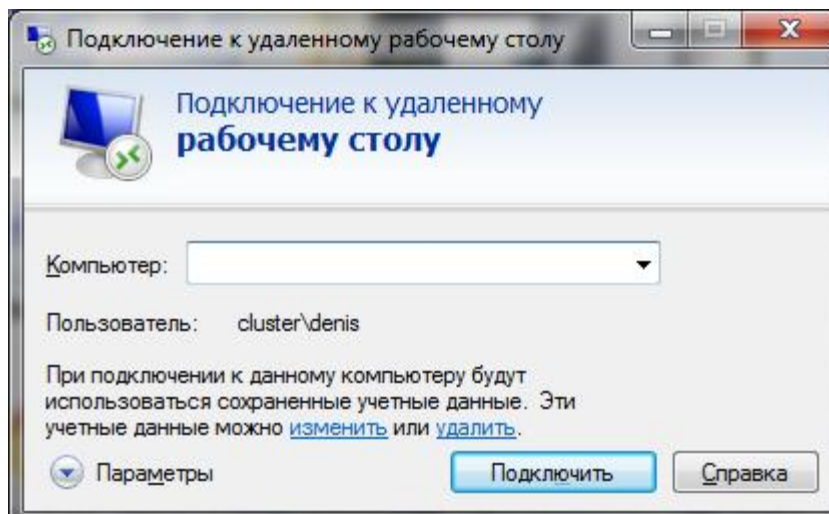 Подключение к удаленному рабочему столу
Подключение к удаленному
рабочему столу
Компьютер:
Пользователь: cluster\denis
При подключении к данному компьютеру будут
использоваться сохраненные учетные данные. Эти
учетные данные можно изменить или удалить.
Параметры Подключить Справка